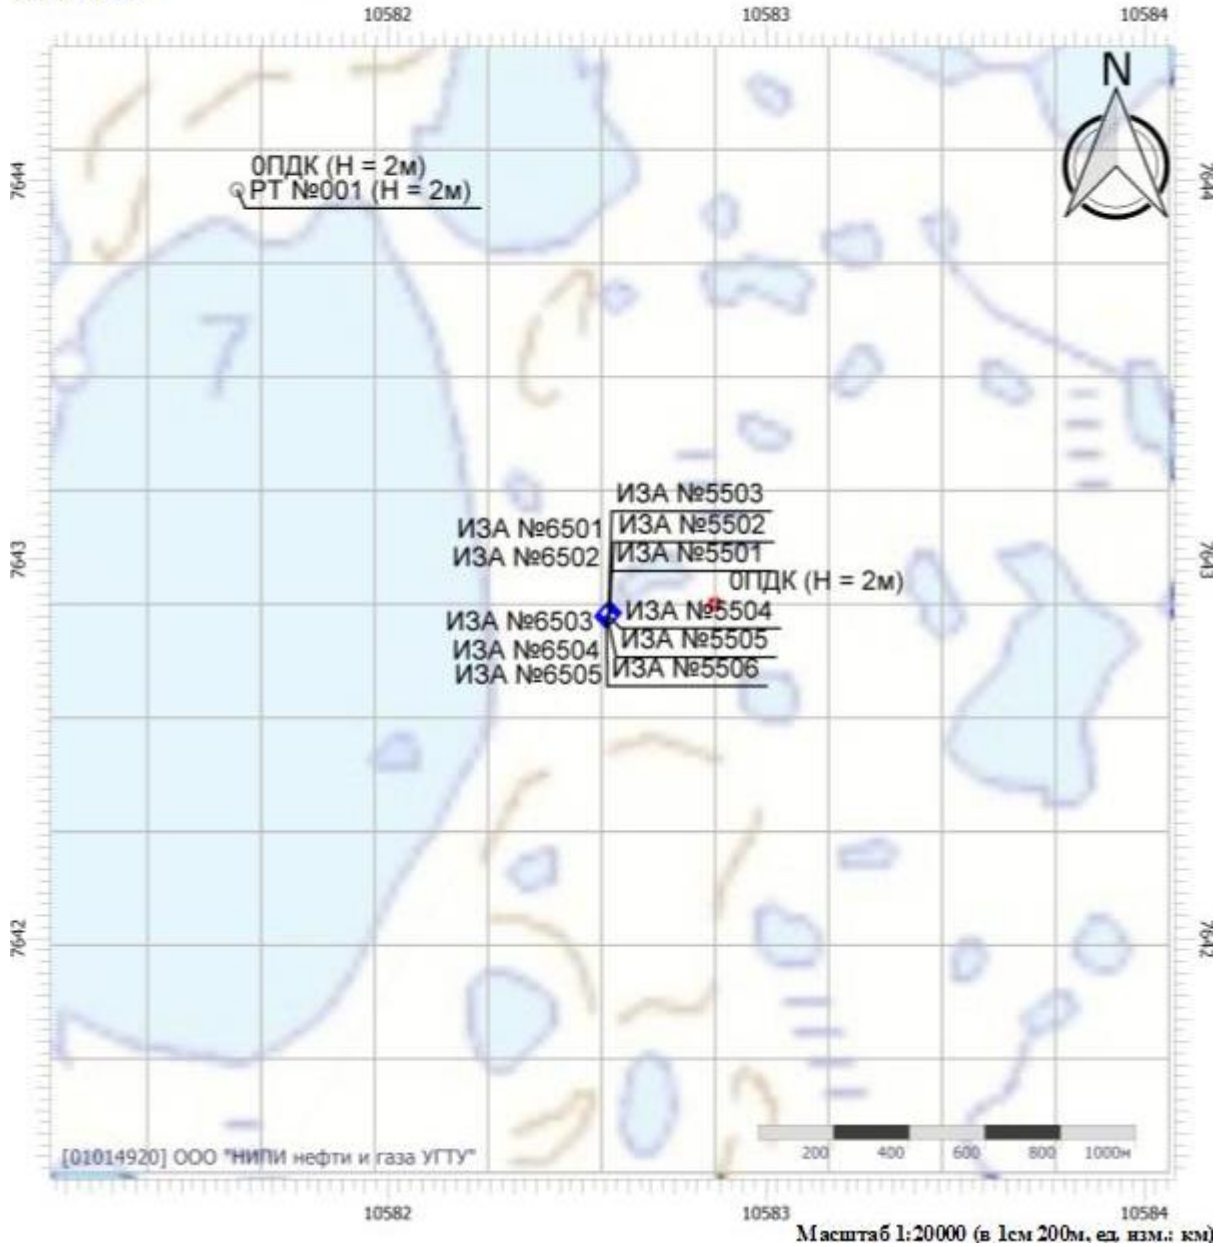 10582 10583 10584
N
7644 7644
0ПДК (Н = 2м)
РТ №001 (Н = 2м)
7
ИЗА №5503
ИЗА №6501 ИЗА №5502
ИЗА №6502 ИЗА №5501
7643 7643
0ПДК (Н = 2м)
ИЗА №6503 ИЗА №5504
ИЗА №6504 ИЗА №5505
ИЗА №6505 ИЗА №5506
7642 7642
200 400 600 800 1000м
[01014920] ООО "НИПИ нефти и газа УГТУ"
10582 10583 10584
Масштаб 1:20000 (в 1см 200м, ед. изм.: км)